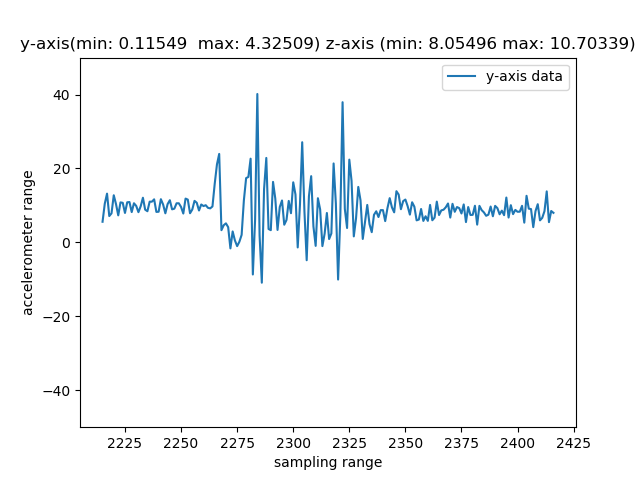 y-axis(min: 0.11549  max: 4.32509) z-axis (min: 8.05496 max: 10.70339)
y-axis data
40
20
0
−20
−40
accelerometer range
2225 2250 2275 2300 2325 2350 2375 2400 2425
sampling range